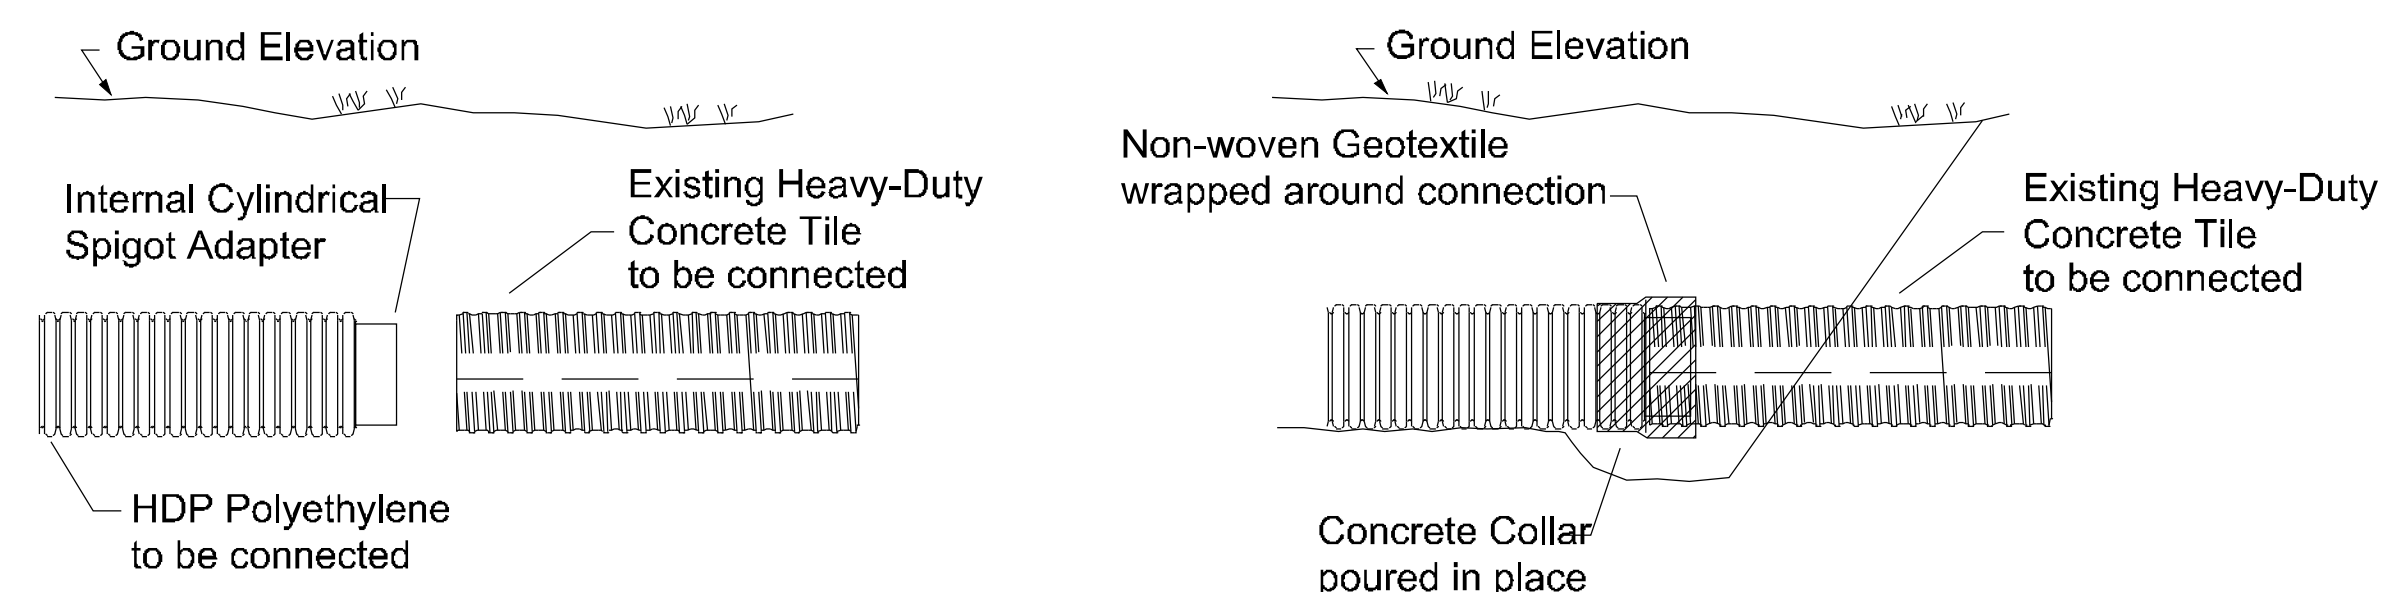 Ground Elevation
Internal Cylindrical
Spigot Adapter
Existing Heavy-Duty
Concrete Tile
to be connected
HDP Polyethylene
to be connected
Ground Elevation
Non-woven Geotextile
wrapped around connection
Existing Heavy-Duty
Concrete Tile
to be connected
Concrete Collar
poured in place